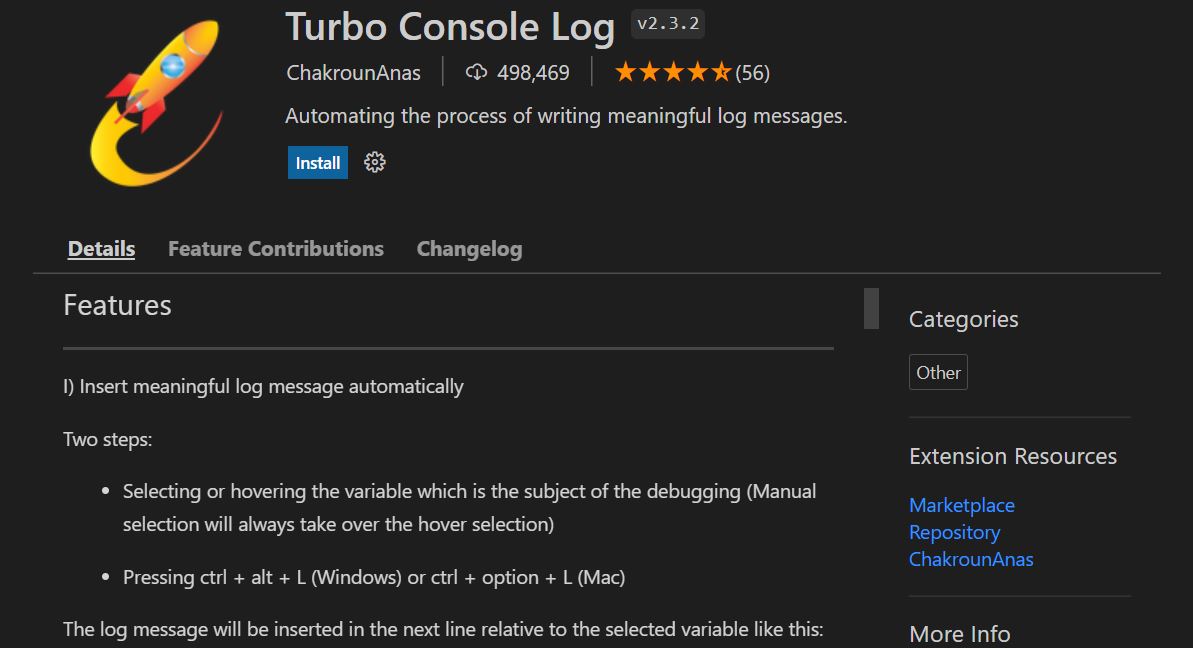 Turbo Console Log v2.3.2
ChakrounAnas 498,469 (56)
Automating the process of writing meaningful log messages.
Install
Details Feature Contributions Changelog
Features
I) Insert meaningful log message automatically
Two steps:
• Selecting or hovering the variable which is the subject of the debugging (Manual
selection will always take over the hover selection)
• Pressing ctrl + alt + L (Windows) or ctrl + option + L (Mac)
The log message will be inserted in the next line relative to the selected variable like this:
Categories
Other
Extension Resources
Marketplace
Repository
ChakrounAnas
More Info